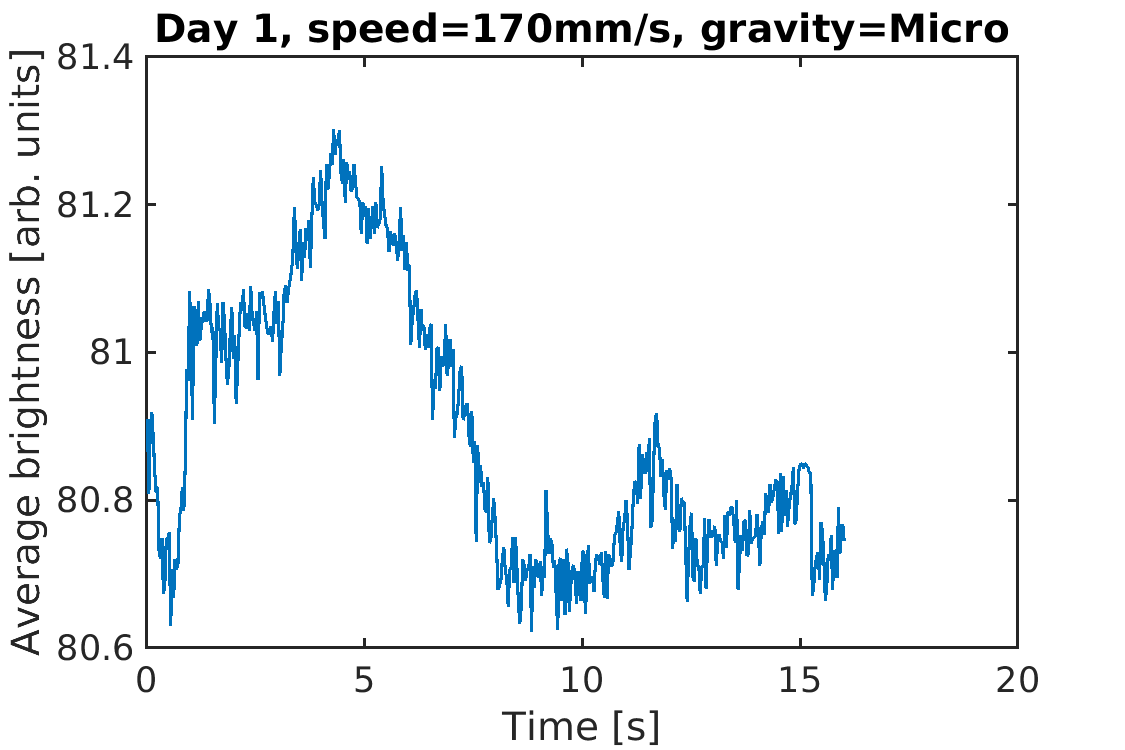 Day 1, speed=170mm/s, gravity=Micro
Average brightness [arb. units]
81.4
81.2
81
80.8
80.6
0 5 10 15 20
Time [s]